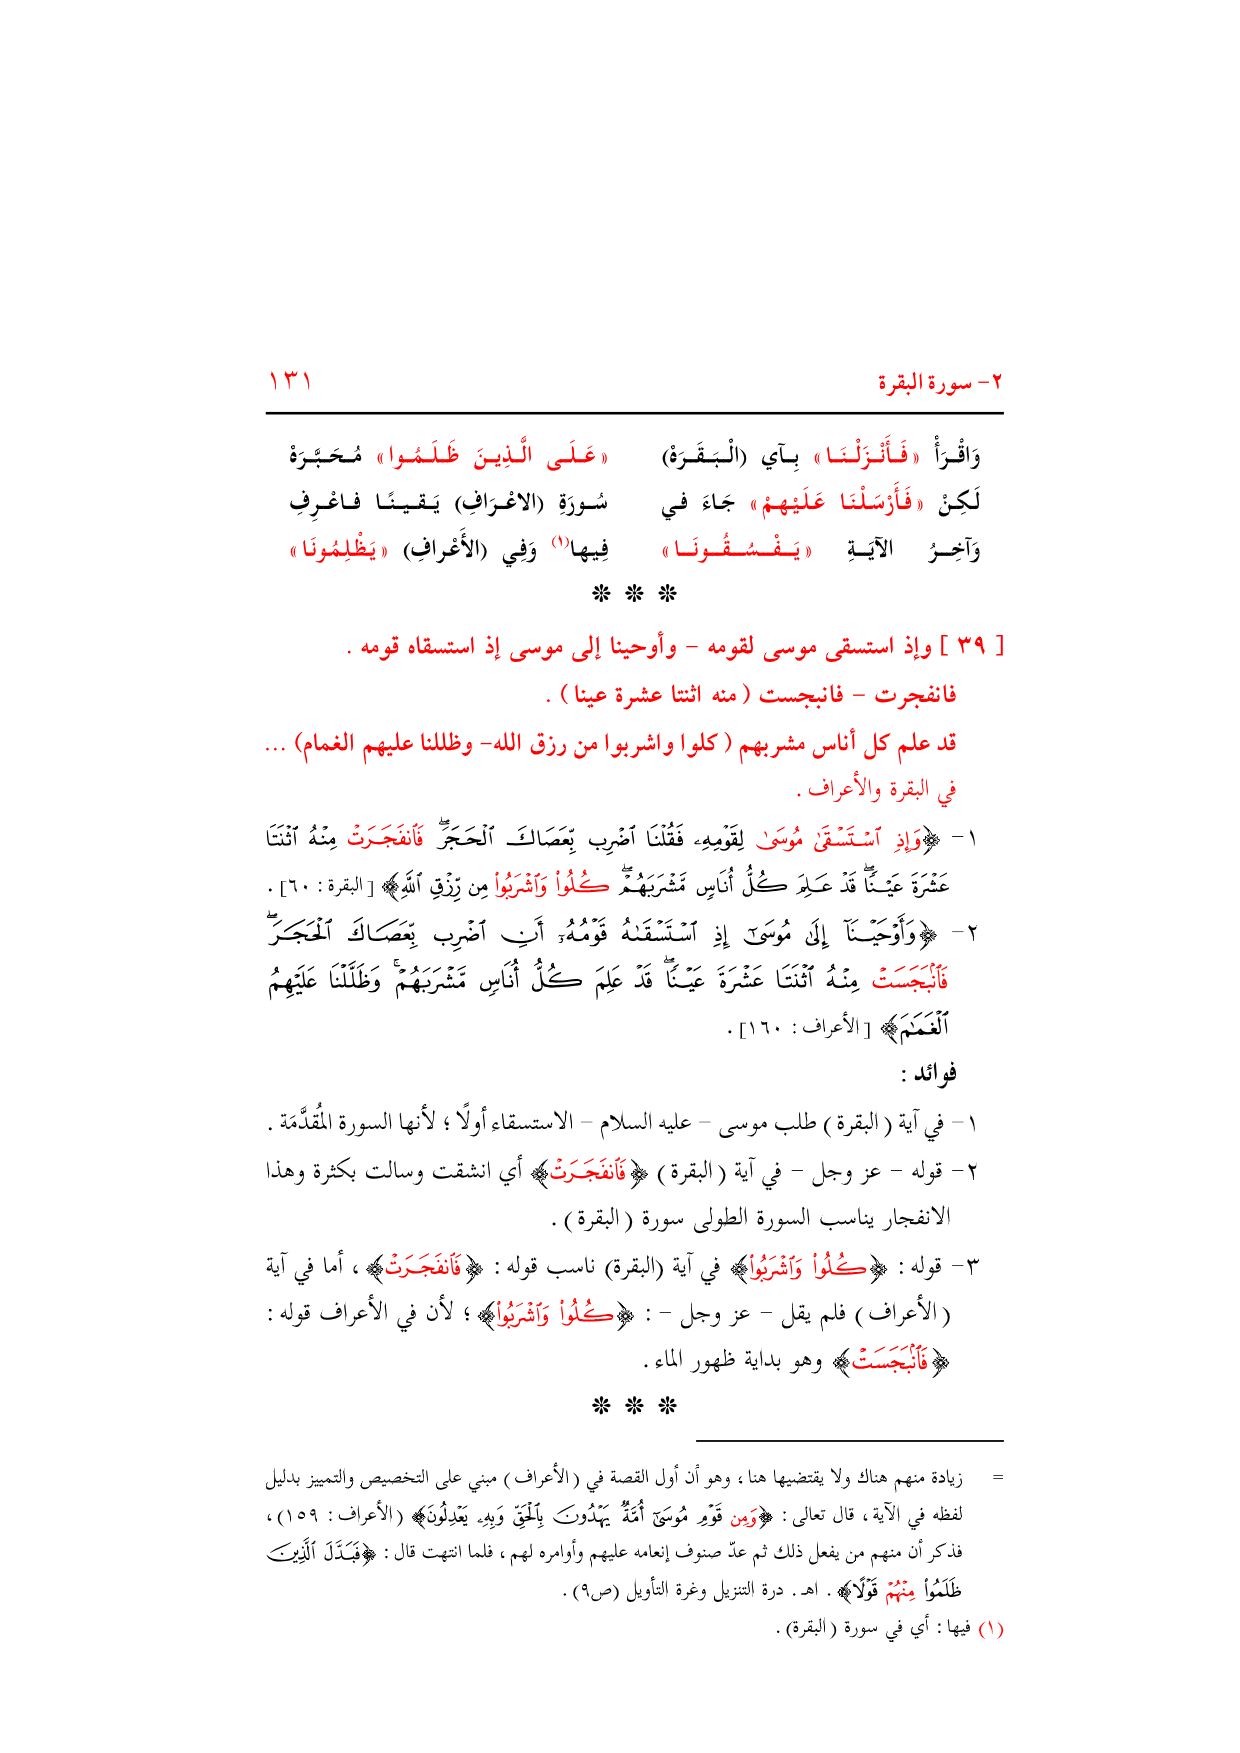 ٢- سورة البقرة ١٣١
وَاقْرَأْ «فَأَنْزَلْنَا» بِآي (الْبَقَرَهْ) «عَلَى الَّذِينَ ظَلَمُوا» مُحَبَّرَهْ
لَكِنْ «فَأَرْسَلْنَا عَلَيْهِمْ» جَاءَ في سُورَةِ (الاعْرَافِ) يَقينًا فاعْرِفِ
وَآخِرُ الآيَةِ «يَفْسُقُونَا» فِيها(١) وَفِي (الأَعْرافِ) «يَظْلِمُونَا»
❊ ❊ ❊
[ ٣٩ ] وإذ استسقى موسى لقومه – وأوحينا إلى موسى إذ استسقاه قومه .
فانفجرت – فانبجست ( منه اثنتا عشرة عينا ) .
قد علم كل أناس مشربهم ( كلوا واشربوا من رزق الله- وظللنا عليهم الغمام) ...
في البقرة والأعراف .
١- ﴿وَإِذِ ٱسْتَسْقَىٰ مُوسَىٰ لِقَوْمِهِۦ فَقُلْنَا ٱضْرِب بِّعَصَاكَ ٱلْحَجَرَۖ فَٱنفَجَرَتْ مِنْهُ ٱثْنَتَا
عَشْرَةَ عَيْنًاۖ قَدْ عَلِمَ كُلُّ أُنَاسٍ مَّشْرَبَهُمْۖ كُلُوا۟ وَٱشْرَبُوا۟ مِن رِّزْقِ ٱللَّهِ﴾ [البقرة : ٦٠] .
٢- ﴿وَأَوْحَيْنَآ إِلَىٰ مُوسَىٰٓ إِذِ ٱسْتَسْقَىٰهُ قَوْمُهُۥٓ أَنِ ٱضْرِب بِّعَصَاكَ ٱلْحَجَرَۖ
فَٱنۢبَجَسَتْ مِنْهُ ٱثْنَتَا عَشْرَةَ عَيْنًاۖ قَدْ عَلِمَ كُلُّ أُنَاسٍ مَّشْرَبَهُمْۚ وَظَلَّلْنَا عَلَيْهِمُ
ٱلْغَمَٰمَ﴾ [الأعراف : ١٦٠] .
فوائد :
١- في آية ( البقرة ) طلب موسى – عليه السلام – الاستسقاء أولًا ؛ لأنها السورة المُقدَّمَة .
٢- قوله – عز وجل – في آية ( البقرة ) ﴿فَٱنفَجَرَتْ﴾ أي انشقت وسالت بكثرة وهذا
الانفجار يناسب السورة الطولى سورة ( البقرة ) .
٣- قوله : ﴿كُلُوا۟ وَٱشْرَبُوا۟﴾ في آية (البقرة) ناسب قوله : ﴿فَٱنفَجَرَتْ﴾ ، أما في آية
( الأعراف ) فلم يقل – عز وجل – : ﴿كُلُوا۟ وَٱشْرَبُوا۟﴾ ؛ لأن في الأعراف قوله :
﴿فَٱنۢبَجَسَتْ﴾ وهو بداية ظهور الماء .
❊ ❊ ❊
= زيادة منهم هناك ولا يقتضيها هنا ، وهو أن أول القصة في ( الأعراف ) مبني على التخصيص والتمييز بدليل
لفظه في الآية ، قال تعالى : ﴿وَمِن قَوْمِ مُوسَىٰٓ أُمَّةٌ يَهْدُونَ بِٱلْحَقِّ وَبِهِۦ يَعْدِلُونَ﴾ (الأعراف : ١٥٩) ،
فذكر أن منهم من يفعل ذلك ثم عدّ صنوف إنعامه عليهم وأوامره لهم ، فلما انتهت قال : ﴿فَبَدَّلَ ٱلَّذِينَ
ظَلَمُوا۟ مِنْهُمْ قَوْلًا﴾ . اهـ. درة التنزيل وغرة التأويل (ص٩) .
(١) فيها : أي في سورة (البقرة) .